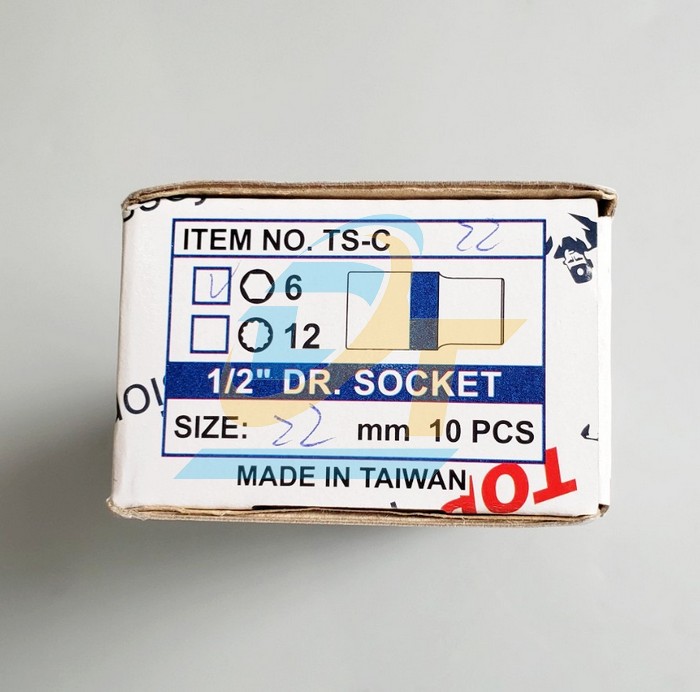 ITEM NO. TS-C 22
6
12
1/2" DR. SOCKET
SIZE: 22 mm 10 PCS
MADE IN TAIWAN
TOP